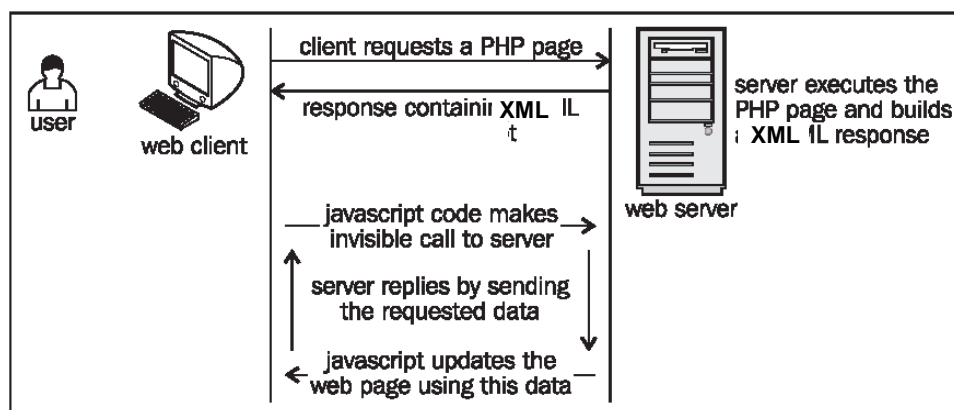 client requests a PHP page
response containi XML IL
t
user
web client
server executes the
PHP page and builds
XML IL response
web server
javascript code makes
invisible call to server
server replies by sending
the requested data
javascript updates the
web page using this data